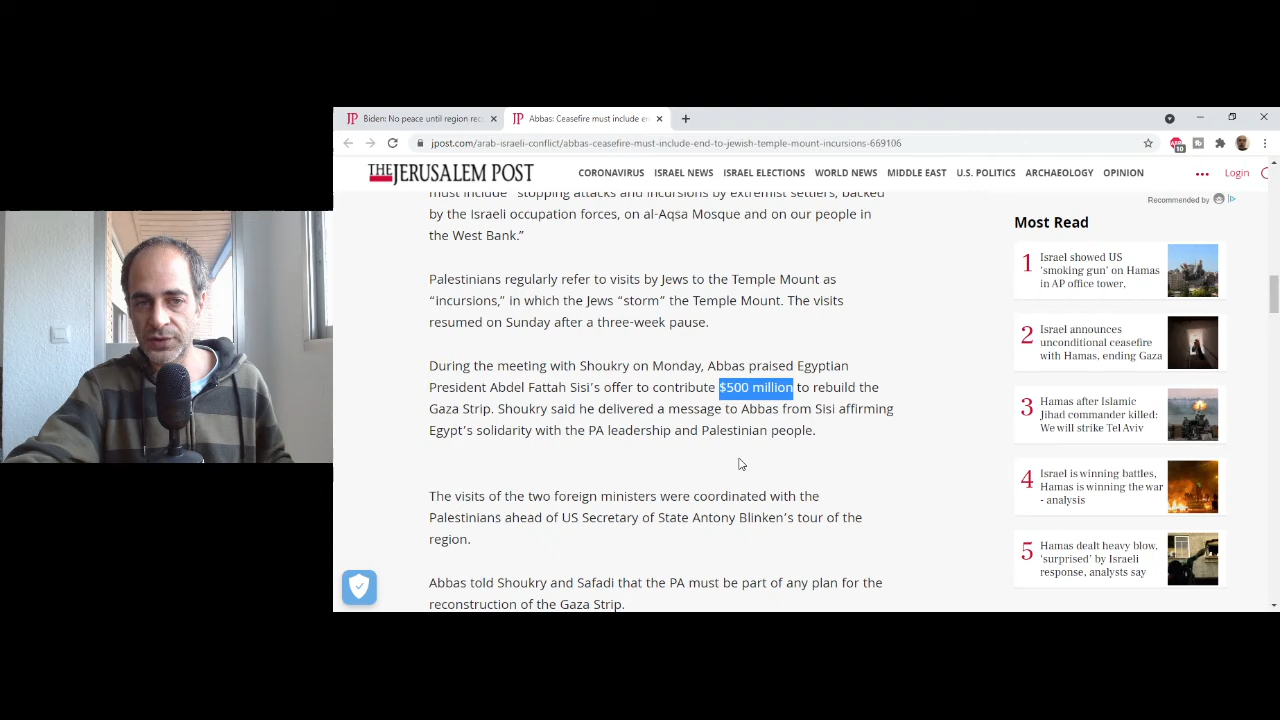 Biden: No peace until region rec
Abbas: Ceasefire must include en
jpost.com/arab-israeli-conflict/abbas-ceasefire-must-include-end-to-jewish-temple-mount-incursions-669106
10
THE JERUSALEM POST
CORONAVIRUS ISRAEL NEWS ISRAEL ELECTIONS WORLD NEWS MIDDLE EAST U.S. POLITICS ARCHAEOLOGY OPINION
Login
must include “stopping attacks and incursions by extremist settlers, backed
by the Israeli occupation forces, on al-Aqsa Mosque and on our people in
the West Bank.”
Palestinians regularly refer to visits by Jews to the Temple Mount as
“incursions,” in which the Jews “storm” the Temple Mount. The visits
resumed on Sunday after a three-week pause.
During the meeting with Shoukry on Monday, Abbas praised Egyptian
President Abdel Fattah Sisi’s offer to contribute $500 million to rebuild the
Gaza Strip. Shoukry said he delivered a message to Abbas from Sisi affirming
Egypt’s solidarity with the PA leadership and Palestinian people.
The visits of the two foreign ministers were coordinated with the
Palestinians ahead of US Secretary of State Antony Blinken’s tour of the
region.
Abbas told Shoukry and Safadi that the PA must be part of any plan for the
reconstruction of the Gaza Strip.
Recommended by
Most Read
1
Israel showed US
‘smoking gun’ on Hamas
in AP office tower,
2
Israel announces
unconditional ceasefire
with Hamas, ending Gaza
3
Hamas after Islamic
Jihad commander killed:
We will strike Tel Aviv
4
Israel is winning battles,
Hamas is winning the war
- analysis
5
Hamas dealt heavy blow,
‘surprised’ by Israeli
response, analysts say